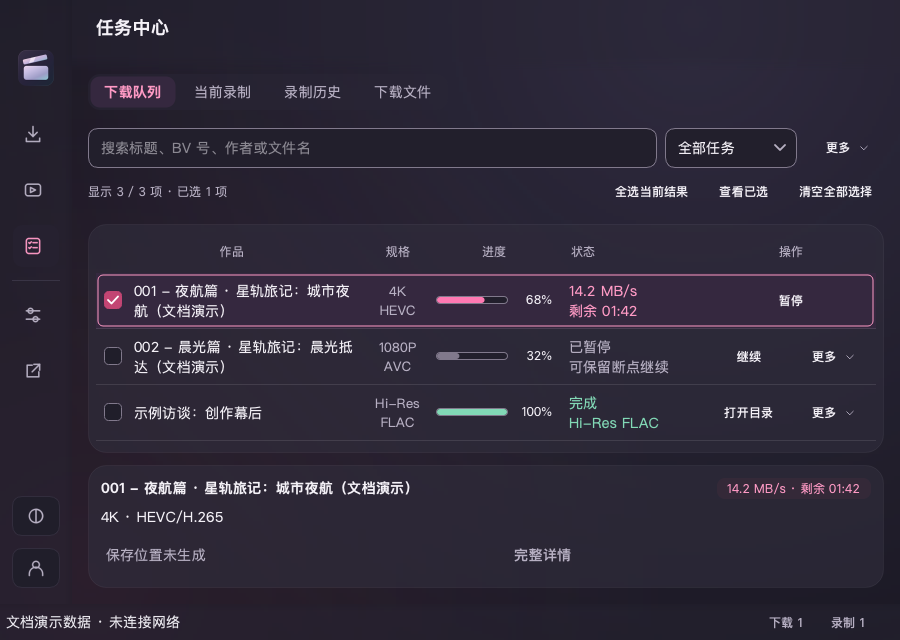 任务中心
下载队列 当前录制 录制历史 下载文件
搜索标题、BV 号、作者或文件名 全部任务 更多
显示 3 / 3 项 · 已选 1 项 全选当前结果 查看已选 清空全部选择
作品 规格 进度 状态 操作
001 – 夜航篇 · 星轨旅记：城市夜 4K 68% 14.2 MB/s 暂停
航（文档演示） HEVC 剩余 01:42
002 – 晨光篇 · 星轨旅记：晨光抵 1080P 32% 已暂停 继续 更多
达（文档演示） AVC 可保留断点继续
示例访谈：创作幕后 Hi-Res 100% 完成 打开目录 更多
FLAC Hi-Res FLAC
001 – 夜航篇 · 星轨旅记：城市夜航（文档演示） 14.2 MB/s · 剩余 01:42
4K · HEVC/H.265
保存位置未生成 完整详情
文档演示数据 · 未连接网络 下载 1 录制 1